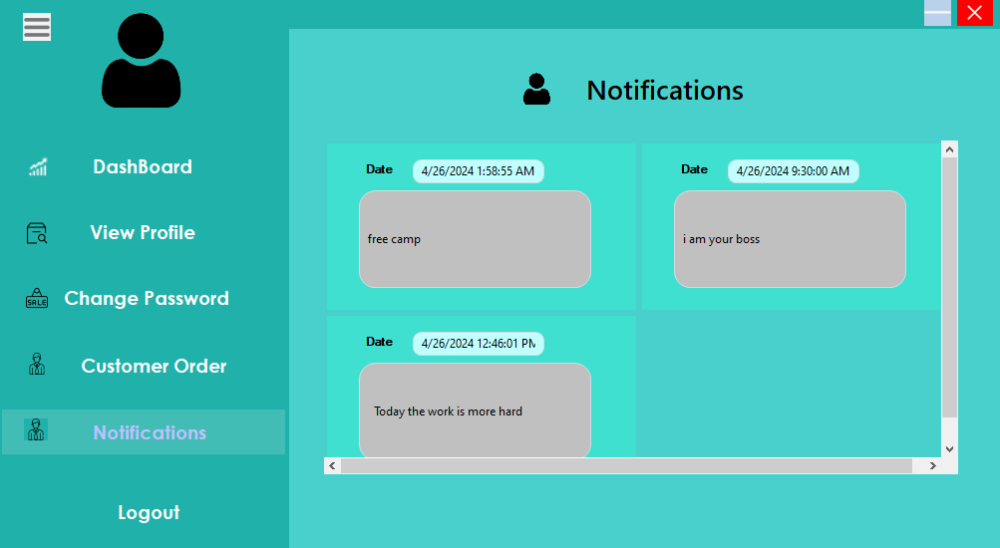 DashBoard
View Profile
SALE
Change Password
Customer Order
Notifications
Logout
Notifications
Date 4/26/2024 1:58:55 AM
free camp
Date 4/26/2024 9:30:00 AM
i am your boss
Date 4/26/2024 12:46:01 PM
Today the work is more hard